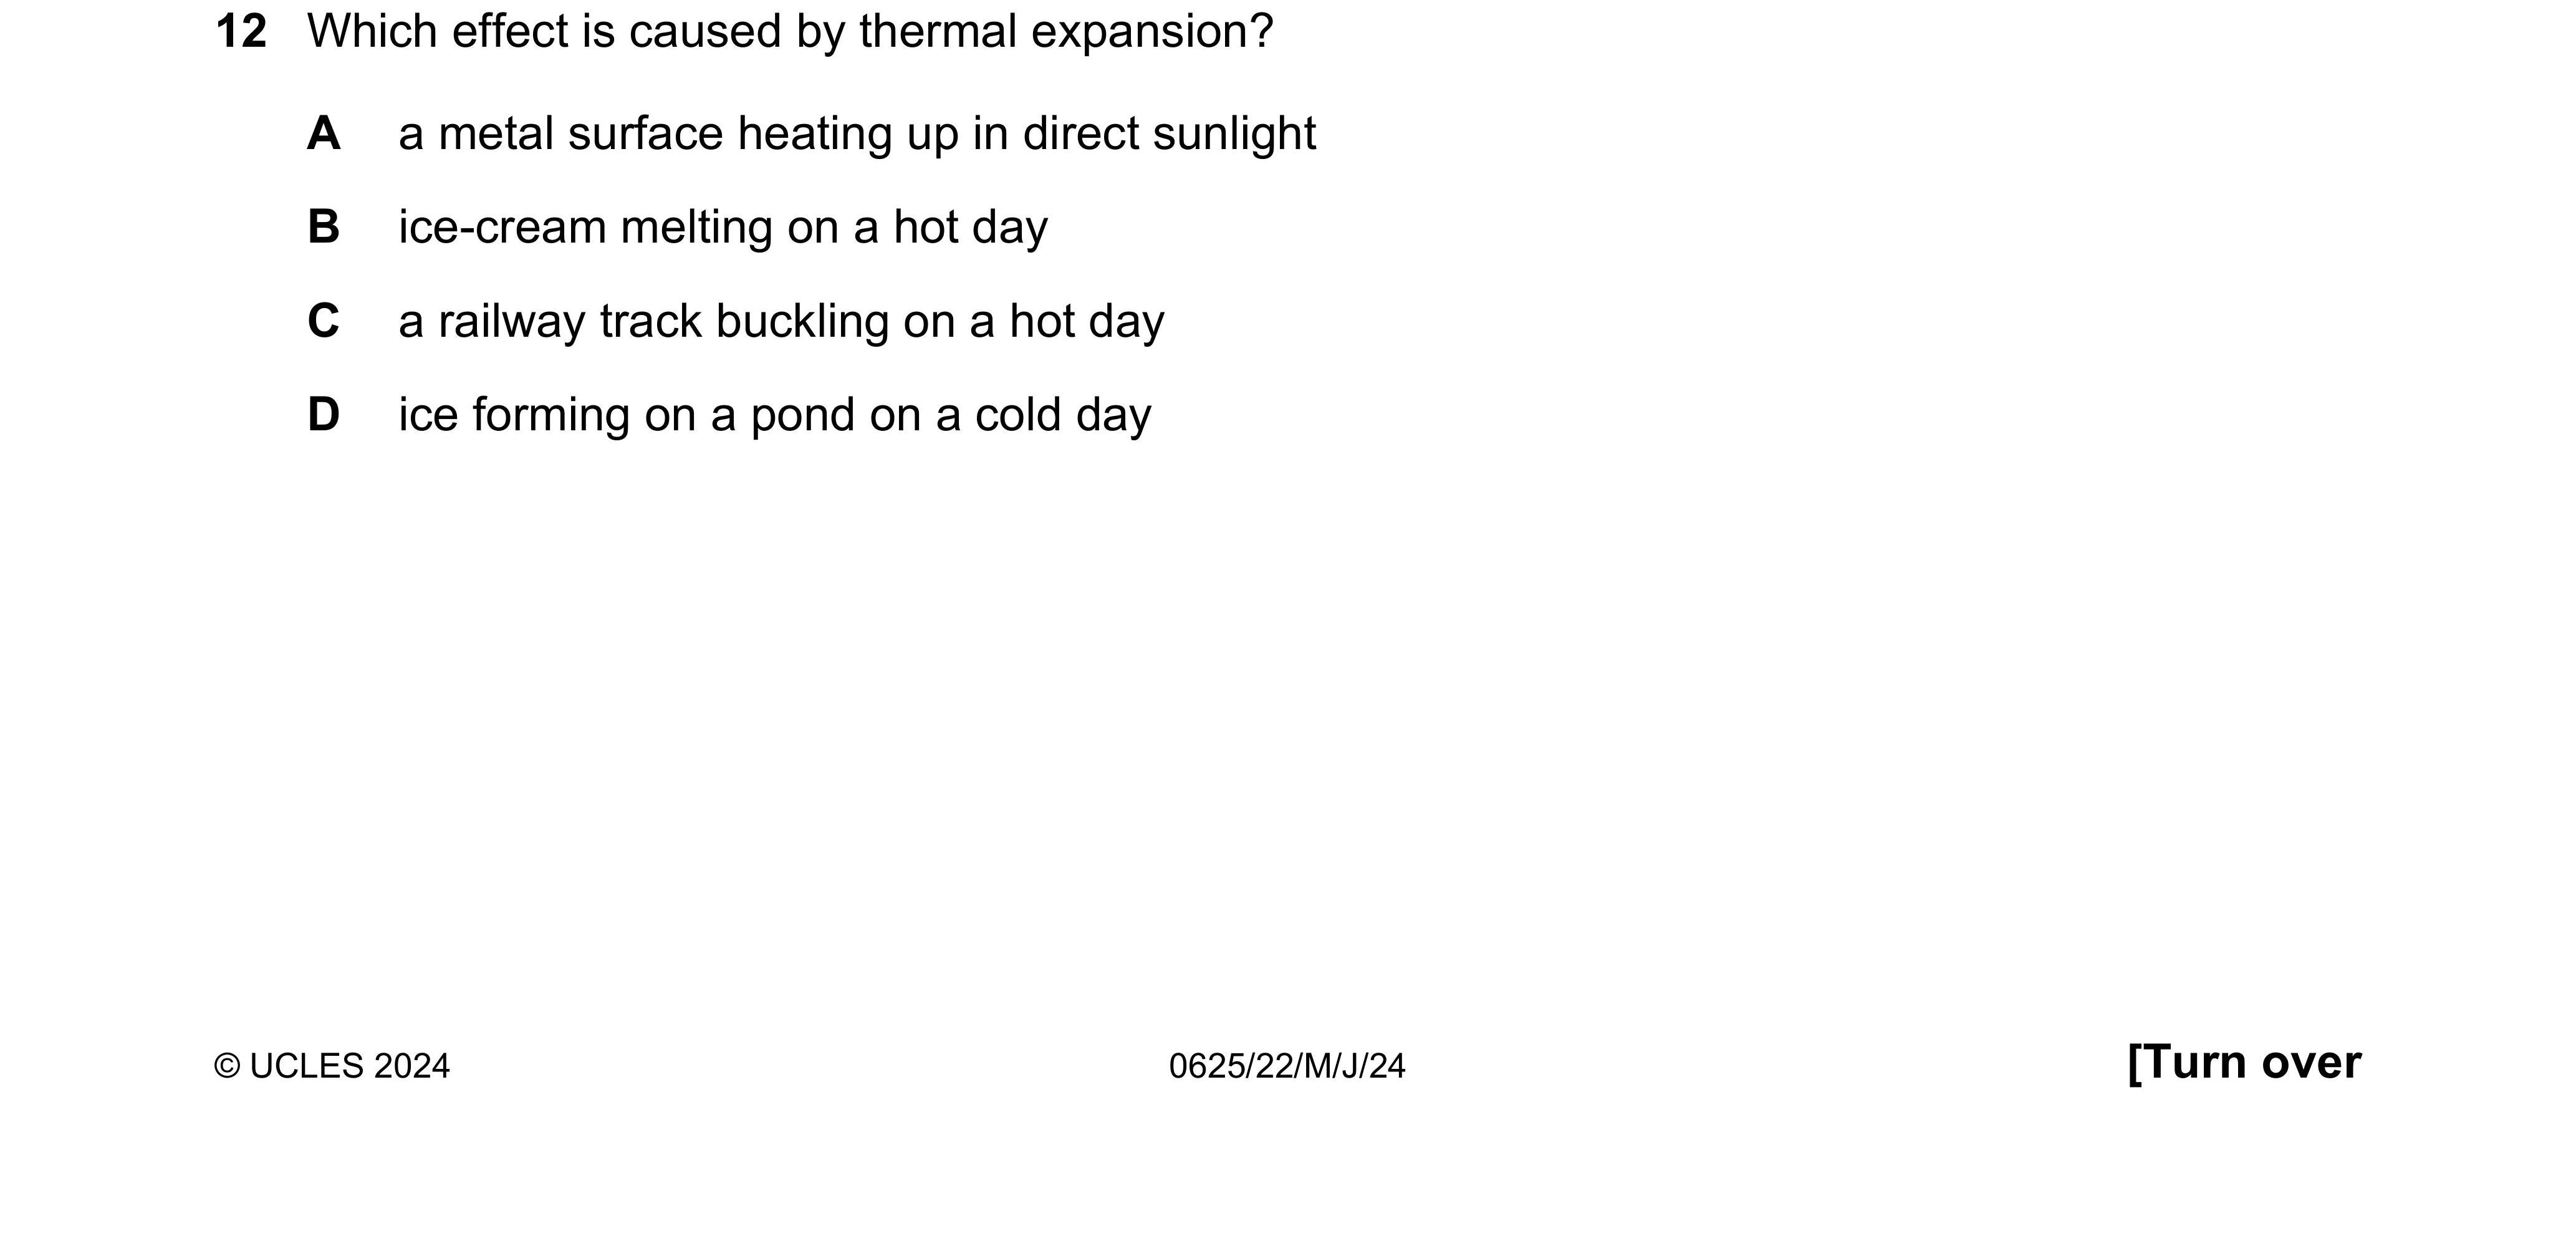 12 Which effect is caused by thermal expansion?
A a metal surface heating up in direct sunlight
B ice-cream melting on a hot day
C a railway track buckling on a hot day
D ice forming on a pond on a cold day
© UCLES 2024 0625/22/M/J/24 [Turn over